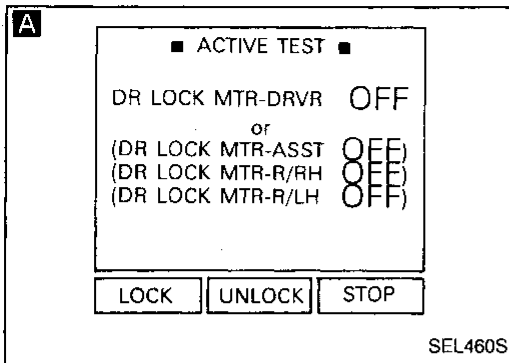 A
■ ACTIVE TEST ■
DR LOCK MTR-DRVR OFF
or
(DR LOCK MTR-ASST OFF)
(DR LOCK MTR-R/RH OFF)
(DR LOCK MTR-R/LH OFF)
LOCK UNLOCK STOP
SEL460S